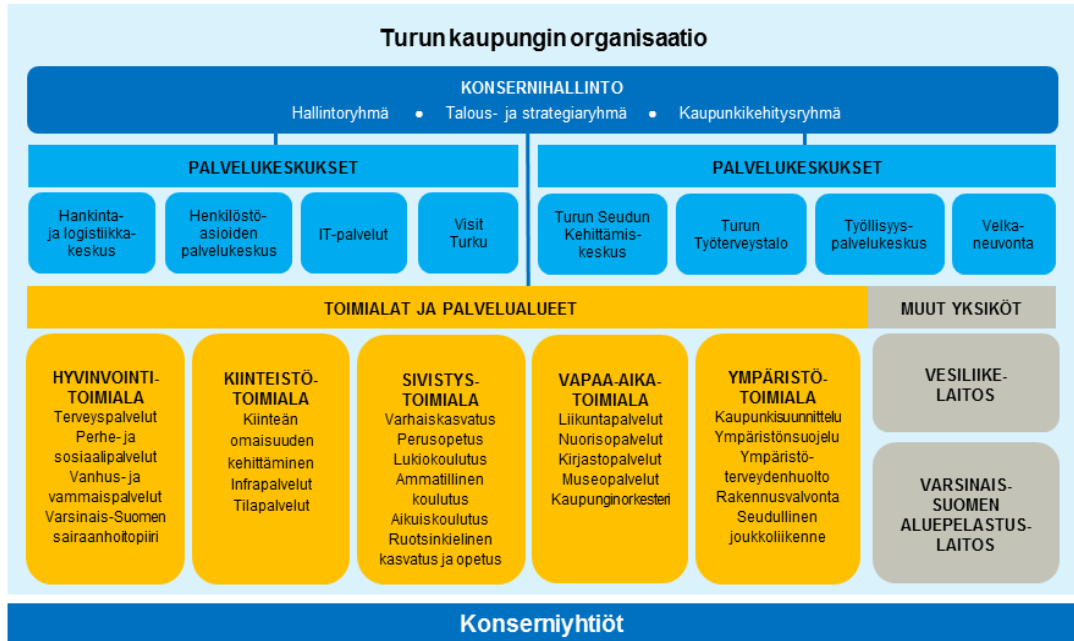 Turun kaupungin organisaatio
KONSERNIHALLINTO
Hallintoryhmä • Talous- ja strategiaryhmä • Kaupunkikehitysryhmä
PALVELUKESKUKSET
Hankinta-
ja logistiikka-
keskus
Henkilöstö-
asioiden
palvelukeskus
IT-palvelut
Visit
Turku
PALVELUKESKUKSET
Turun Seudun
Kehittämis-
keskus
Turun
Työterveystalo
Työllisyys-
palvelukeskus
Velka-
neuvonta
TOIMIALAT JA PALVELUALUEET
HYVINVOINTI-
TOIMIALA
Terveyspalvelut
Perhe- ja
sosiaalipalvelut
Vanhus- ja
vammaispalvelut
Varsinais-Suomen
sairaanhoitopiiri
KIINTEISTÖ-
TOIMIALA
Kiinteän
omaisuuden
kehittäminen
Infrapalvelut
Tilapalvelut
SIVISTYS-
TOIMIALA
Varhaiskasvatus
Perusopetus
Lukiokoulutus
Ammatillinen
koulutus
Aikuiskoulutus
Ruotsinkielinen
kasvatus ja opetus
VAPAA-AIKA-
TOIMIALA
Liikuntapalvelut
Nuorisopalvelut
Kirjastopalvelut
Museopalvelut
Kaupunginorkesteri
YMPÄRISTÖ-
TOIMIALA
Kaupunkisuunnittelu
Ympäristönsuojelu
Ympäristö-
terveydenhuolto
Rakennusvalvonta
Seudullinen
joukkoliikenne
MUUT YKSIKÖT
VESILIIKE-
LAITOS
VARSINAIS-
SUOMEN
ALUEPELASTUS-
LAITOS
Konserniyhtiöt